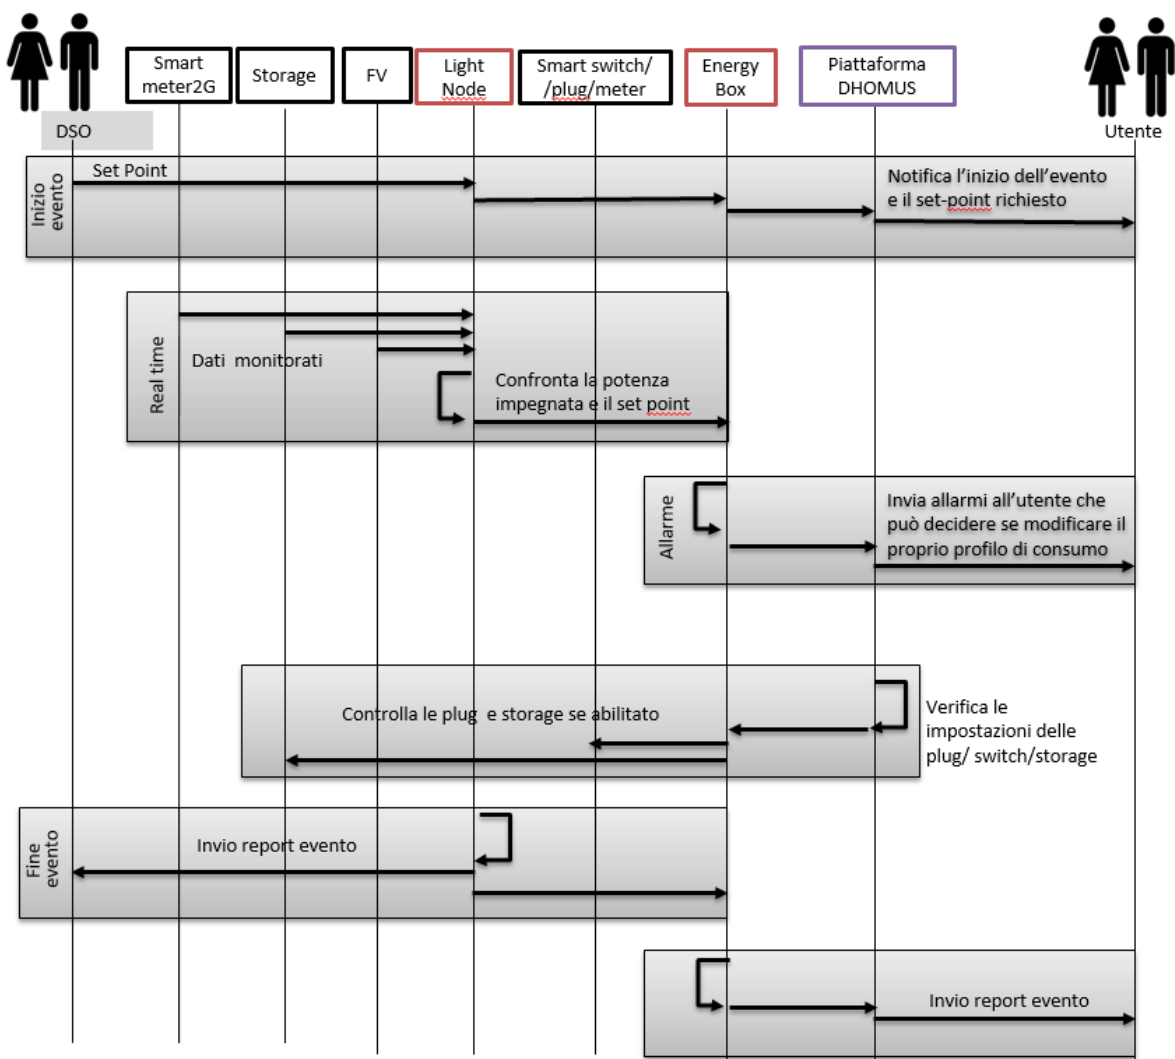 Smart
meter2G
Storage
FV
Light
Node
Smart switch/
/plug/meter
Energy
Box
Piattaforma
DHOMUS
DSO
Utente
Inizio
evento
Set Point
Notifica l'inizio dell'evento
e il set-point richiesto
Real time
Dati monitorati
Confronta la potenza
impegnata e il set point
Allarme
Invia allarmi all'utente che
può decidere se modificare il
proprio profilo di consumo
Controlla le plug e storage se abilitato
Verifica le
impostazioni delle
plug/ switch/storage
Fine
evento
Invio report evento
Invio report evento